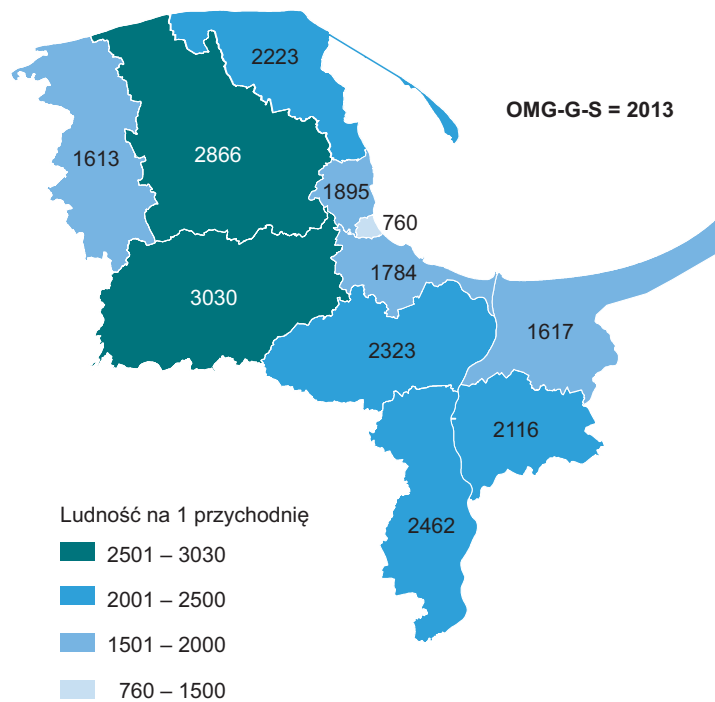 2223
OMG-G-S = 2013
1613
2866
1895
760
1784
3030
1617
2323
2116
2462
Ludność na 1 przychodnię
2501 – 3030
2001 – 2500
1501 – 2000
760 – 1500